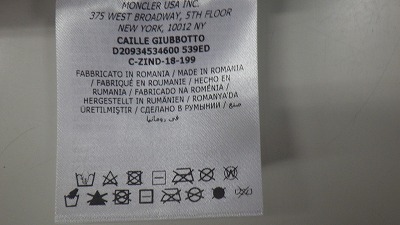 MONCLER USA INC.
375 WEST BROADWAY, 5TH FLOOR
NEW YORK, 10012 NY
CAILLE GIUBBOTTO
D20934534600 539ED
C-ZIND-18-199
FABBRICATO IN ROMANIA / MADE IN ROMANIA
/ FABRIQUÉ EN ROUMANIE / HECHO EN
RUMANIA / FABRICADO NA ROMÉNIA /
HERGESTELLT IN RUMÄNIEN / ROMANYA'DA
ÜRETILMIŞTIR / СДЕЛАНО В РУМЫНИИ / صنع
في رومانيا